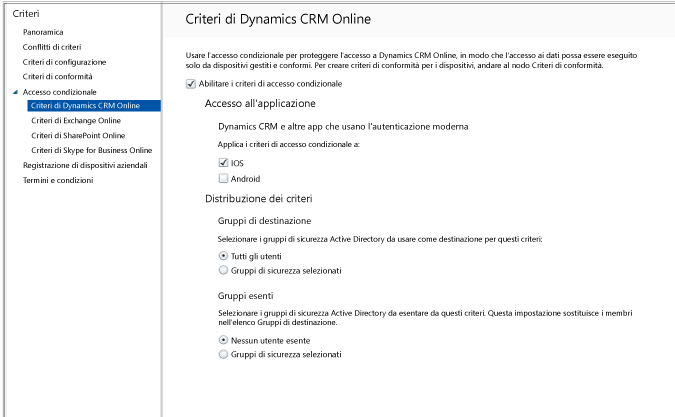 Criteri
Panoramica
Conflitti di criteri
Criteri di configurazione
Criteri di conformità
Accesso condizionale
Criteri di Dynamics CRM Online
Criteri di Exchange Online
Criteri di SharePoint Online
Criteri di Skype for Business Online
Registrazione di dispositivi aziendali
Termini e condizioni
Criteri di Dynamics CRM Online
Usare l'accesso condizionale per proteggere l'accesso a Dynamics CRM Online, in modo che l'accesso ai dati possa essere eseguito
solo da dispositivi gestiti e conformi. Per creare criteri di conformità per i dispositivi, andare al nodo Criteri di conformità.
Abilitare i criteri di accesso condizionale
Accesso all'applicazione
Dynamics CRM e altre app che usano l'autenticazione moderna
Applica i criteri di accesso condizionale a:
IOS
Android
Distribuzione dei criteri
Gruppi di destinazione
Selezionare i gruppi di sicurezza Active Directory da usare come destinazione per questi criteri:
Tutti gli utenti
Gruppi di sicurezza selezionati
Gruppi esenti
Selezionare i gruppi di sicurezza Active Directory da esentare da questi criteri. Questa impostazione sostituisce i membri
nell'elenco Gruppi di destinazione.
Nessun utente esente
Gruppi di sicurezza selezionati